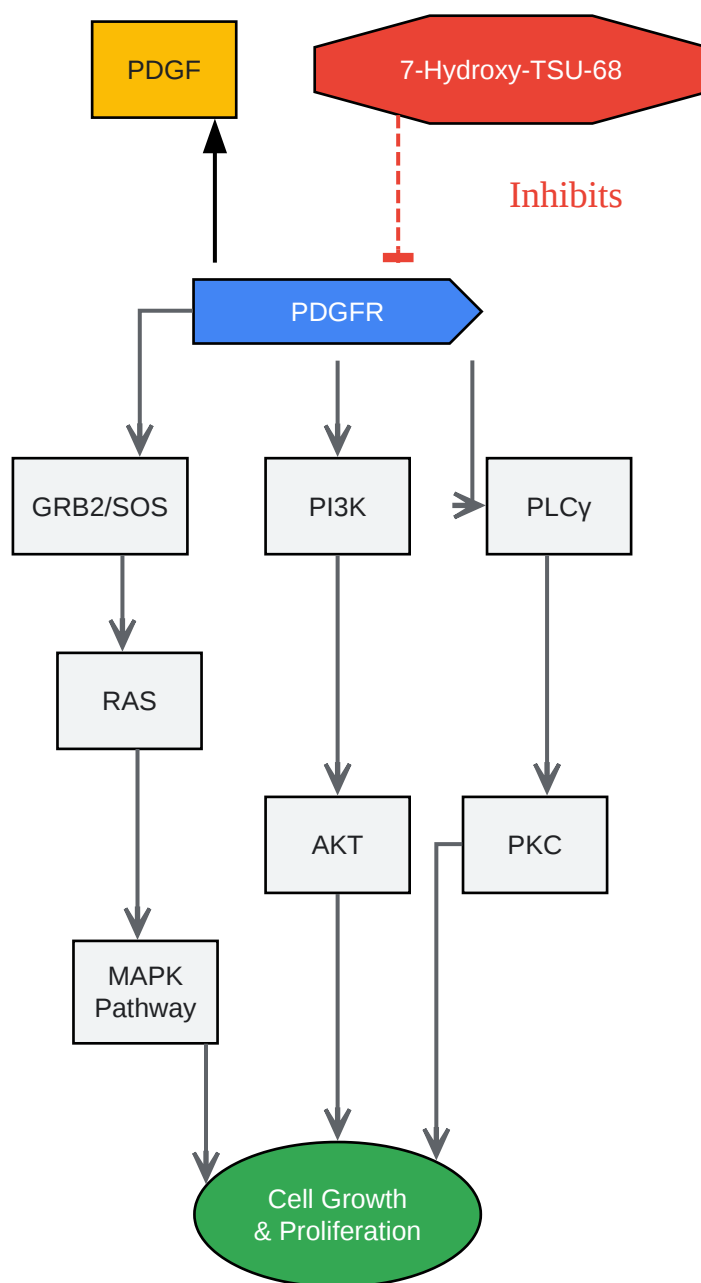 PDGF
7-Hydroxy-TSU-68
Inhibits
PDGFR
GRB2/SOS
PI3K
PLCγ
RAS
AKT
PKC
MAPK
Pathway
Cell Growth
& Proliferation